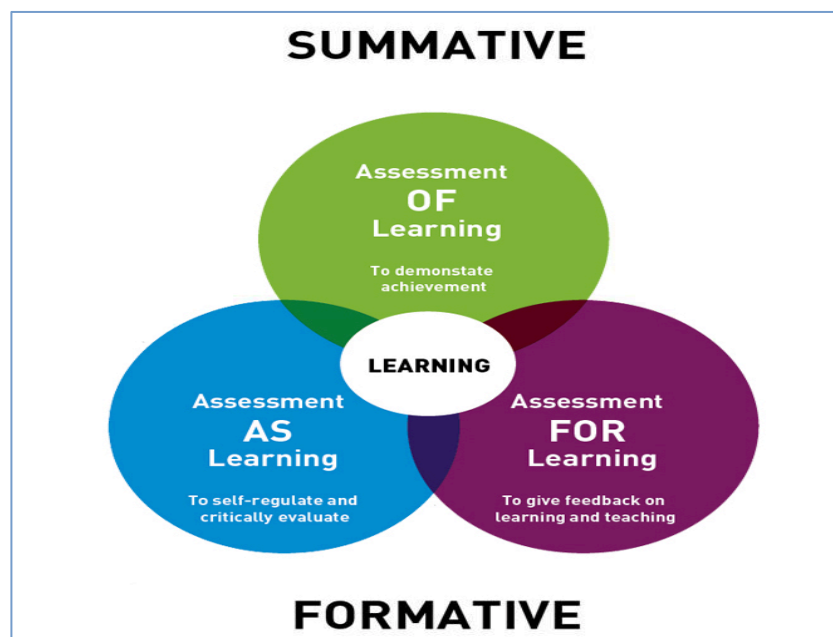 SUMMATIVE
Assessment
OF
Learning
To demonstate
achievement
LEARNING
Assessment
AS
Learning
To self-regulate and
critically evaluate
Assessment
FOR
Learning
To give feedback on
learning and teaching
FORMATIVE